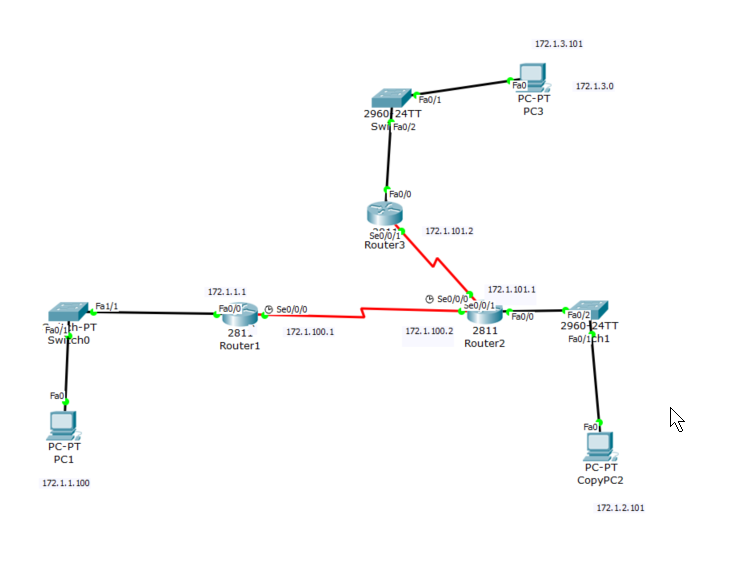 172.1.3.101
Fa0
PC-PT
PC3
172.1.3.0
Fa0/1
2960-24TT
Fa0/2
Fa0/0
Se0/0/1
Router3
172.1.101.2
172.1.1.1
Fa0/0
Se0/0/0
Router1
172.1.100.1
Fa1/1
Fa0/1
Switch0
Fa0
PC-PT
PC1
172.1.1.100
172.1.101.1
Se0/0/0
Se0/0/1
Fa0/0
2811
Router2
172.1.100.2
Fa0/2
2960-24TT
Fa0/1
Fa0
PC-PT
CopyPC2
172.1.2.101